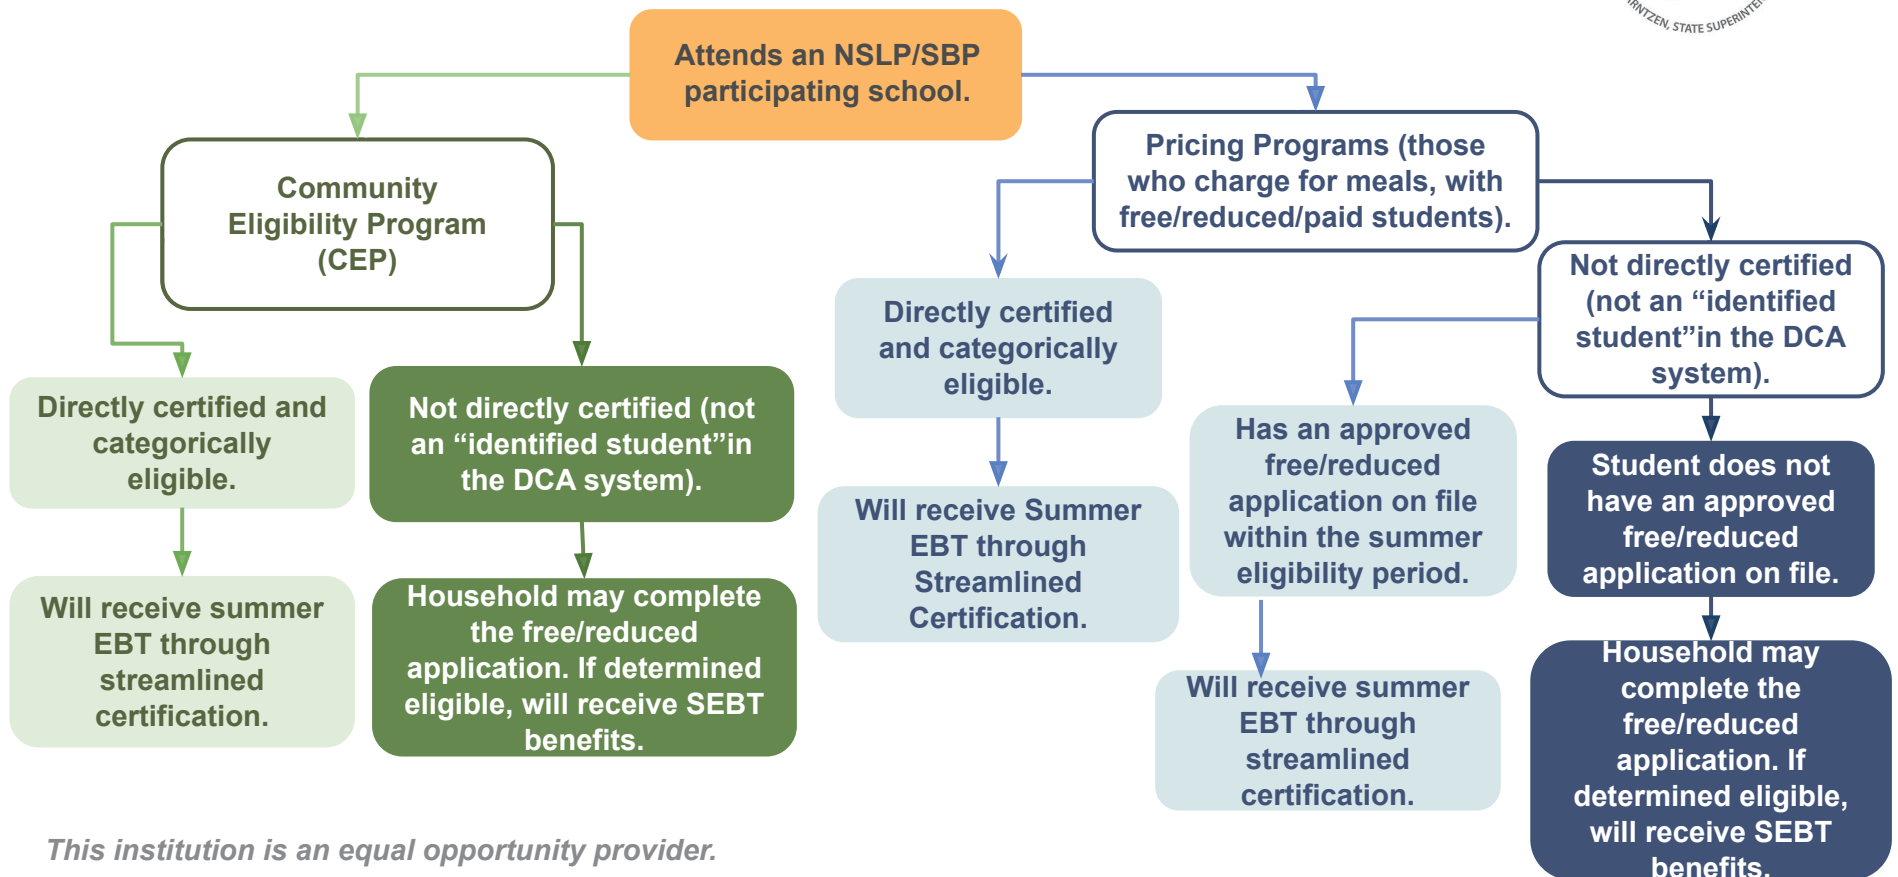 RNTZEN, STATE SUPERINTE
Attends an NSLP/SBP
participating school.
Community
Eligibility Program
(CEP)
Pricing Programs (those
who charge for meals, with
free/reduced/paid students).
Directly certified and
categorically
eligible.
Not directly certified (not
an “identified student”in
the DCA system).
Directly certified
and categorically
eligible.
Not directly certified
(not an “identified
student”in the DCA
system).
Will receive summer
EBT through
streamlined
certification.
Household may complete
the free/reduced
application. If determined
eligible, will receive SEBT
benefits.
Will receive Summer
EBT through
Streamlined
Certification.
Has an approved
free/reduced
application on file
within the summer
eligibility period.
Student does not
have an approved
free/reduced
application on file.
Will receive summer
EBT through
streamlined
certification.
Household may
complete the
free/reduced
application. If
determined eligible,
will receive SEBT
benefits.
This institution is an equal opportunity provider.